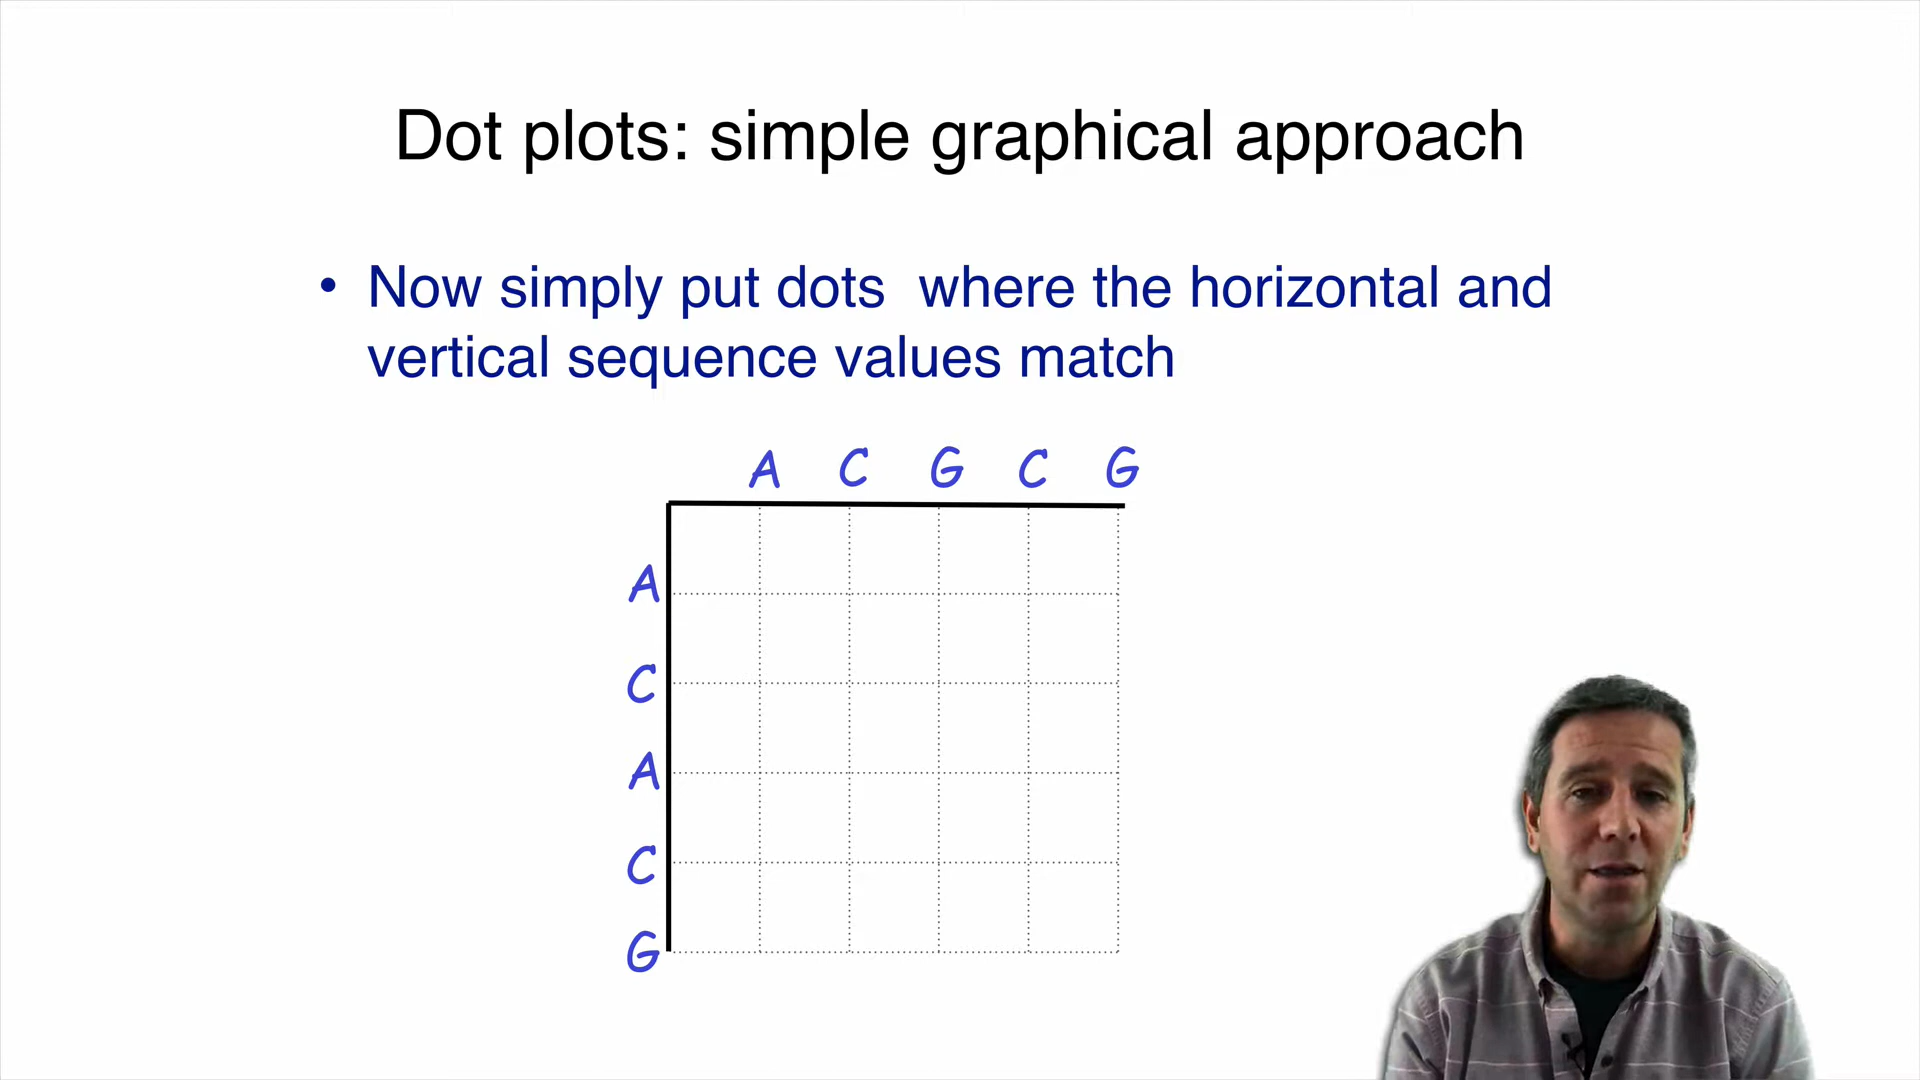 Dot plots: simple graphical approach
• Now simply put dots where the horizontal and
vertical sequence values match
A C G C G
A
C
A
C
G